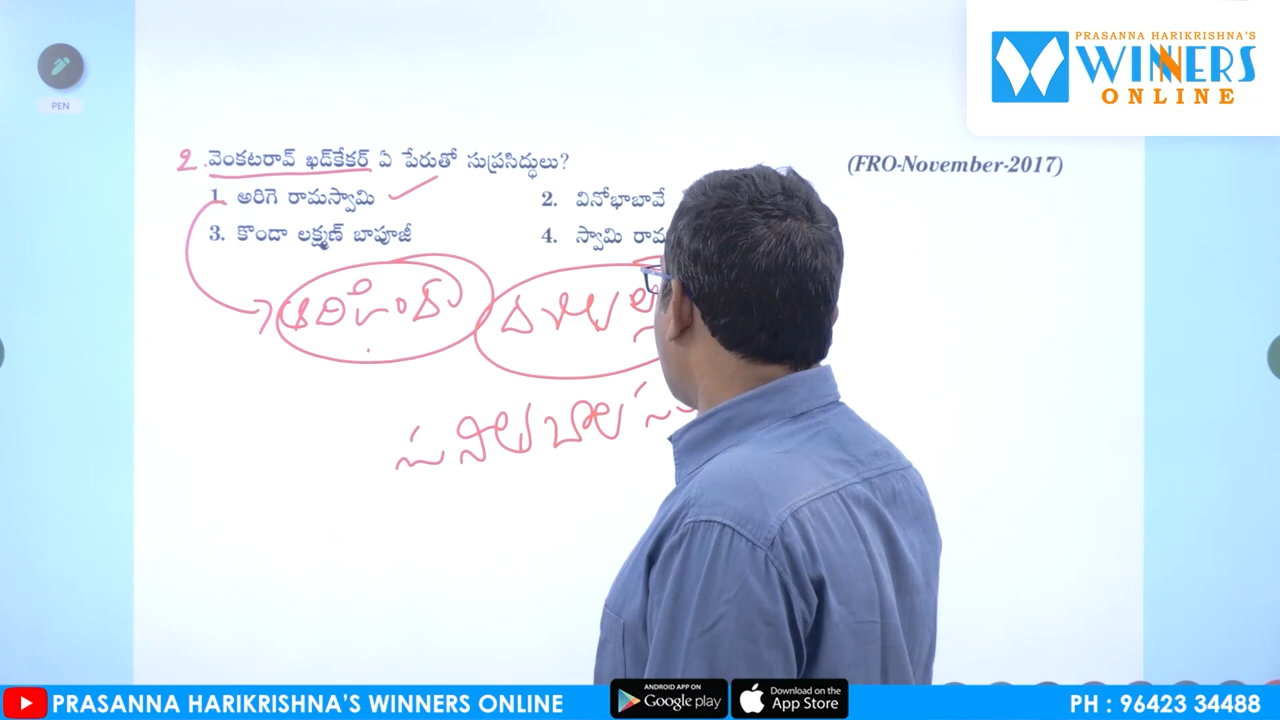 PRASANNA HARIKRISHNA'S
WINNERS
ONLINE
PEN
2. వెంకటరావ్ ఖడ్‌కేకర్ ఏ పేరుతో సుప్రసిద్ధులు?
(FRO-November-2017)
1. అరిగె రామస్వామి
2. వినోభాబావే
3. కొండా లక్ష్మణ్ బాపూజీ
4. స్వామి
ఆదిహిందూ
PRASANNA HARIKRISHNA'S WINNERS ONLINE
ANDROID APP ON
Google play
Download on the
App Store
PH : 96423 34488